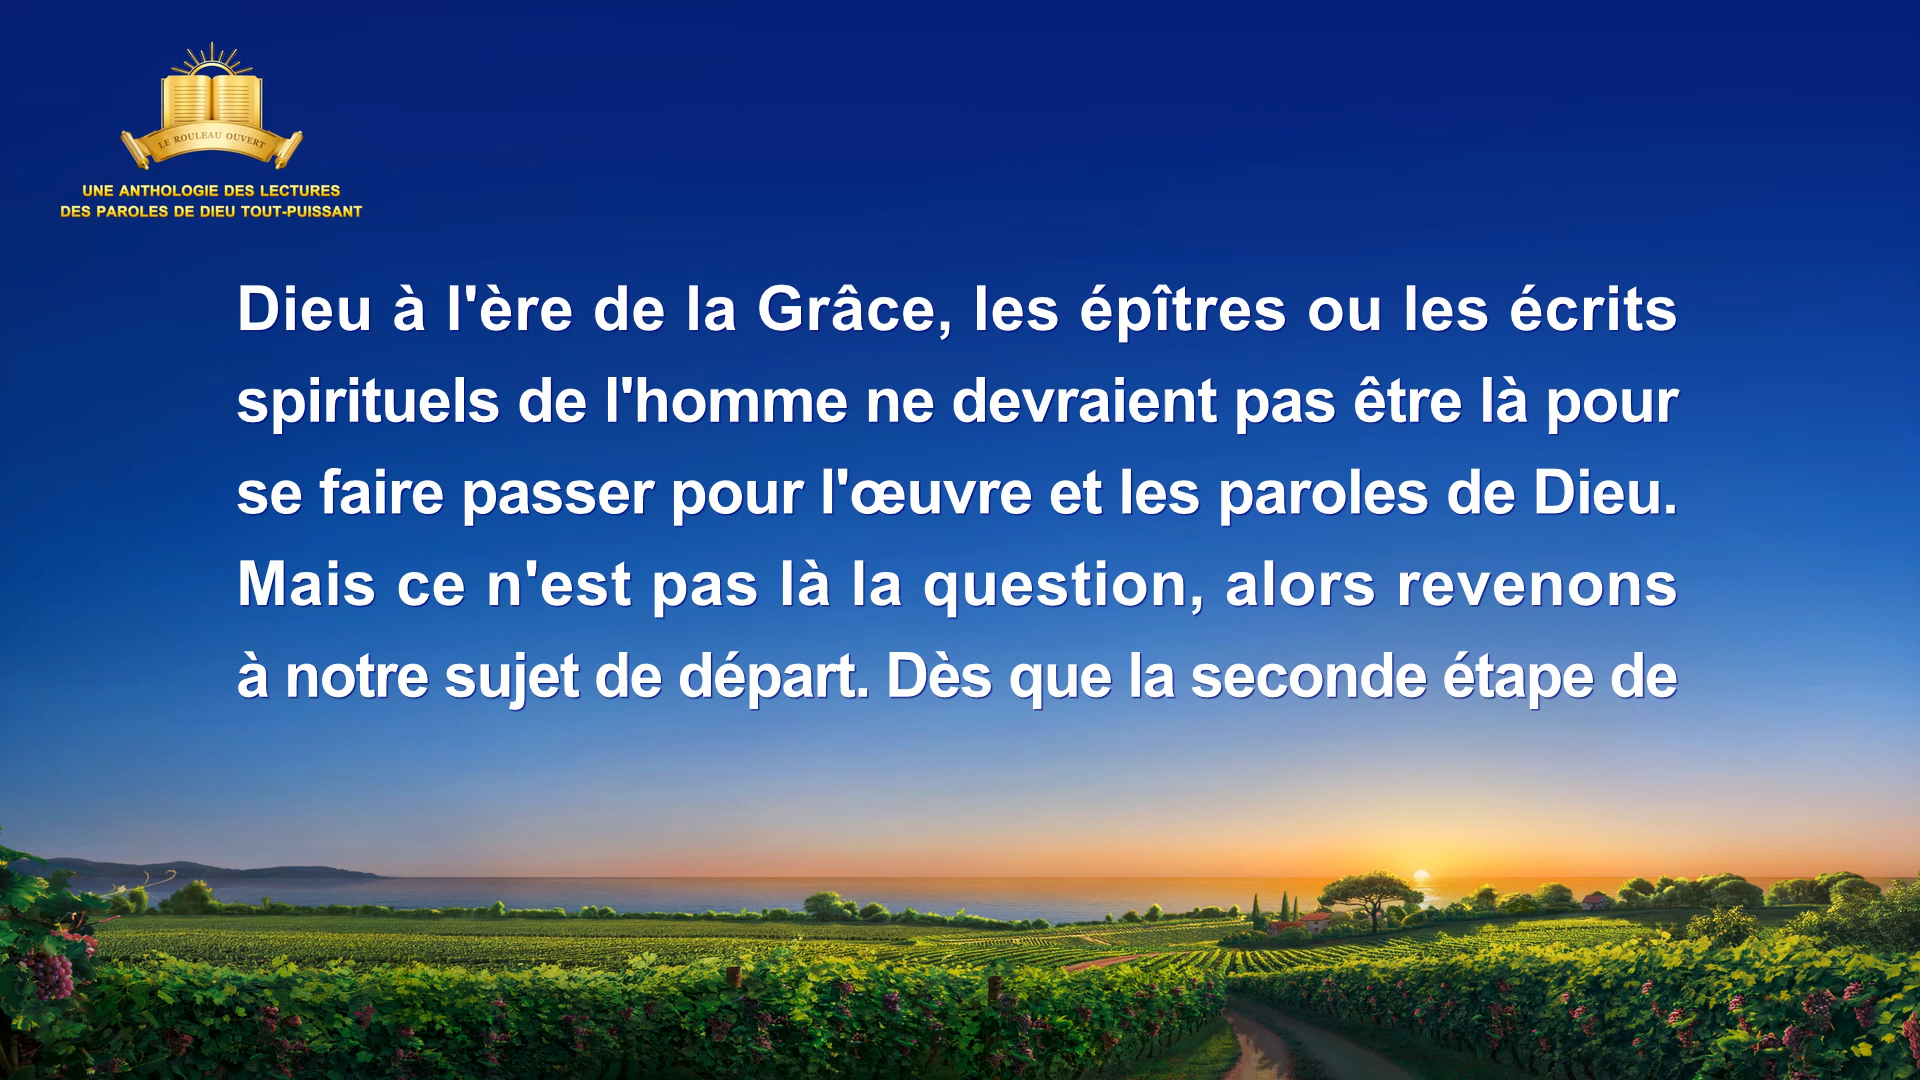 LE ROULEAU OUVERT
UNE ANTHOLOGIE DES LECTURES
DES PAROLES DE DIEU TOUT-PUISSANT
Dieu à l'ère de la Grâce, les épîtres ou les écrits
spirituels de l'homme ne devraient pas être là pour
se faire passer pour l'œuvre et les paroles de Dieu.
Mais ce n'est pas là la question, alors revenons
à notre sujet de départ. Dès que la seconde étape de